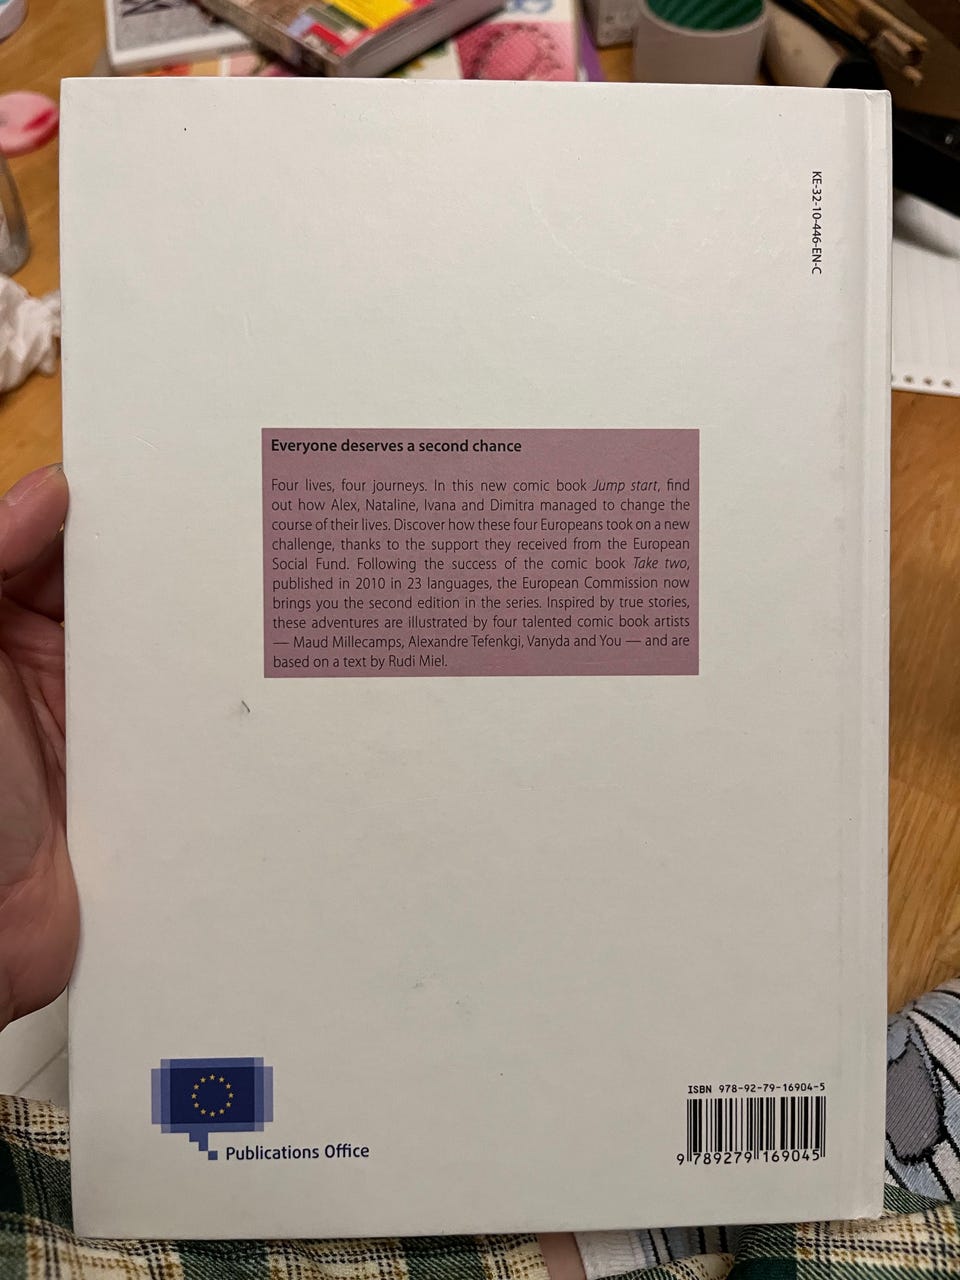 KE-32-10-446-EN-C
Everyone deserves a second chance
Four lives, four journeys. In this new comic book Jump start, find
out how Alex, Nataline, Ivana and Dimitra managed to change the
course of their lives. Discover how these four Europeans took on a new
challenge, thanks to the support they received from the European
Social Fund. Following the success of the comic book Take two,
published in 2010 in 23 languages, the European Commission now
brings you the second edition in the series. Inspired by true stories,
these adventures are illustrated by four talented comic book artists
— Maud Millecamps, Alexandre Tefenkgi, Vanyda and You — and are
based on a text by Rudi Miel.
Publications Office
ISBN 978-92-79-16904-5
9 789279 169045